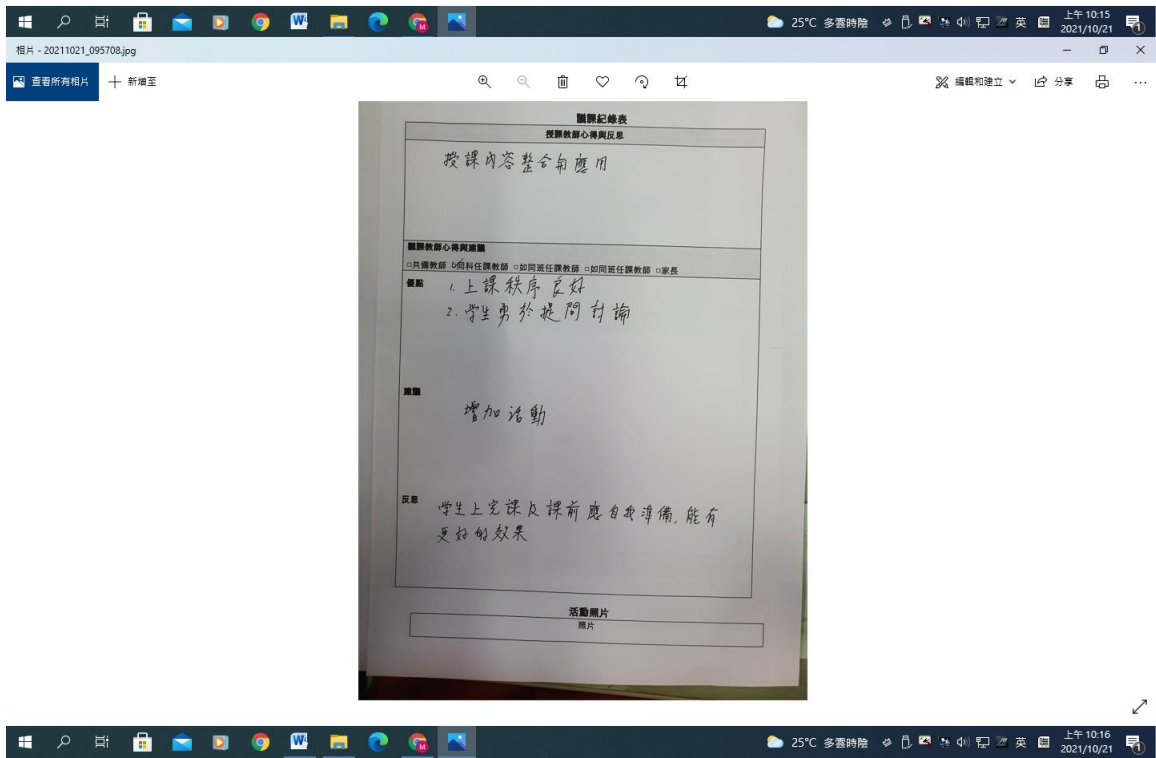 25°C 多雲時陰
英
上午 10:15
2021/10/21
相片 - 20211021_095708.jpg
查看所有相片
新增至
編輯和建立
分享
議課紀錄表
授課教師心得與反思
授課內容整合與應用
觀課教師心得與建議
□共備教師 ☑同科任課教師 □如同班任課教師 □如同班任課教師 □家長
優點
1. 上課秩序良好
2. 学生勇於提問討論
建議
增加活動
反思
学生上完課及課前應自我準備,能有
更好的效果
活動照片
照片
25°C 多雲時陰
英
上午 10:16
2021/10/21